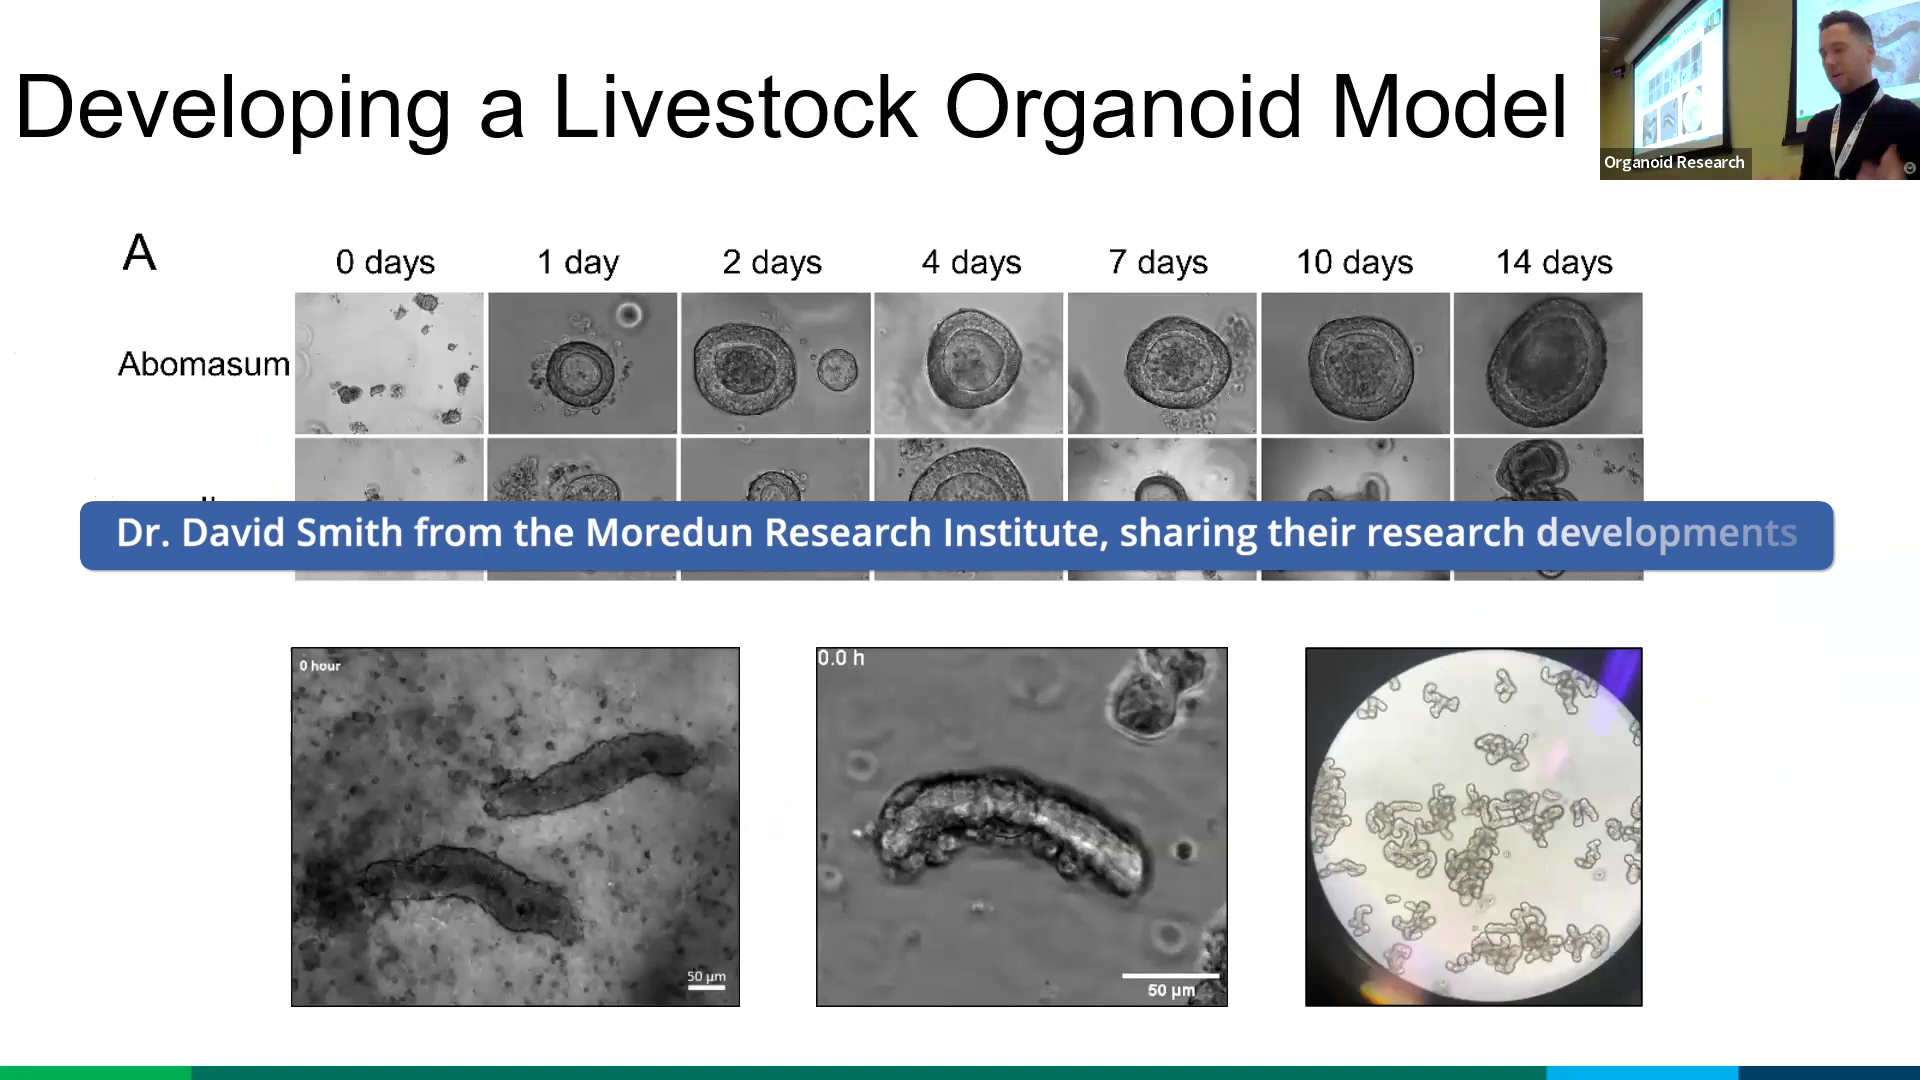 Developing a Livestock Organoid Model
Organoid Research
A
0 days 1 day 2 days 4 days 7 days 10 days 14 days
Abomasum
Dr. David Smith from the Moredun Research Institute, sharing their research developments
0 hour
0.0 h
50 µm
50 µm